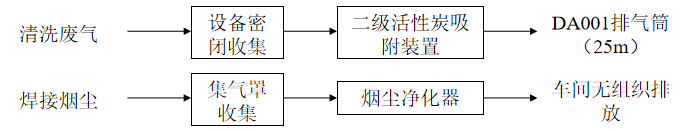 清洗废气
设备密
闭收集
二级活性炭吸
附装置
DA001排气筒
（25m）
焊接烟尘
集气罩
收集
烟尘净化器
车间无组织排
放